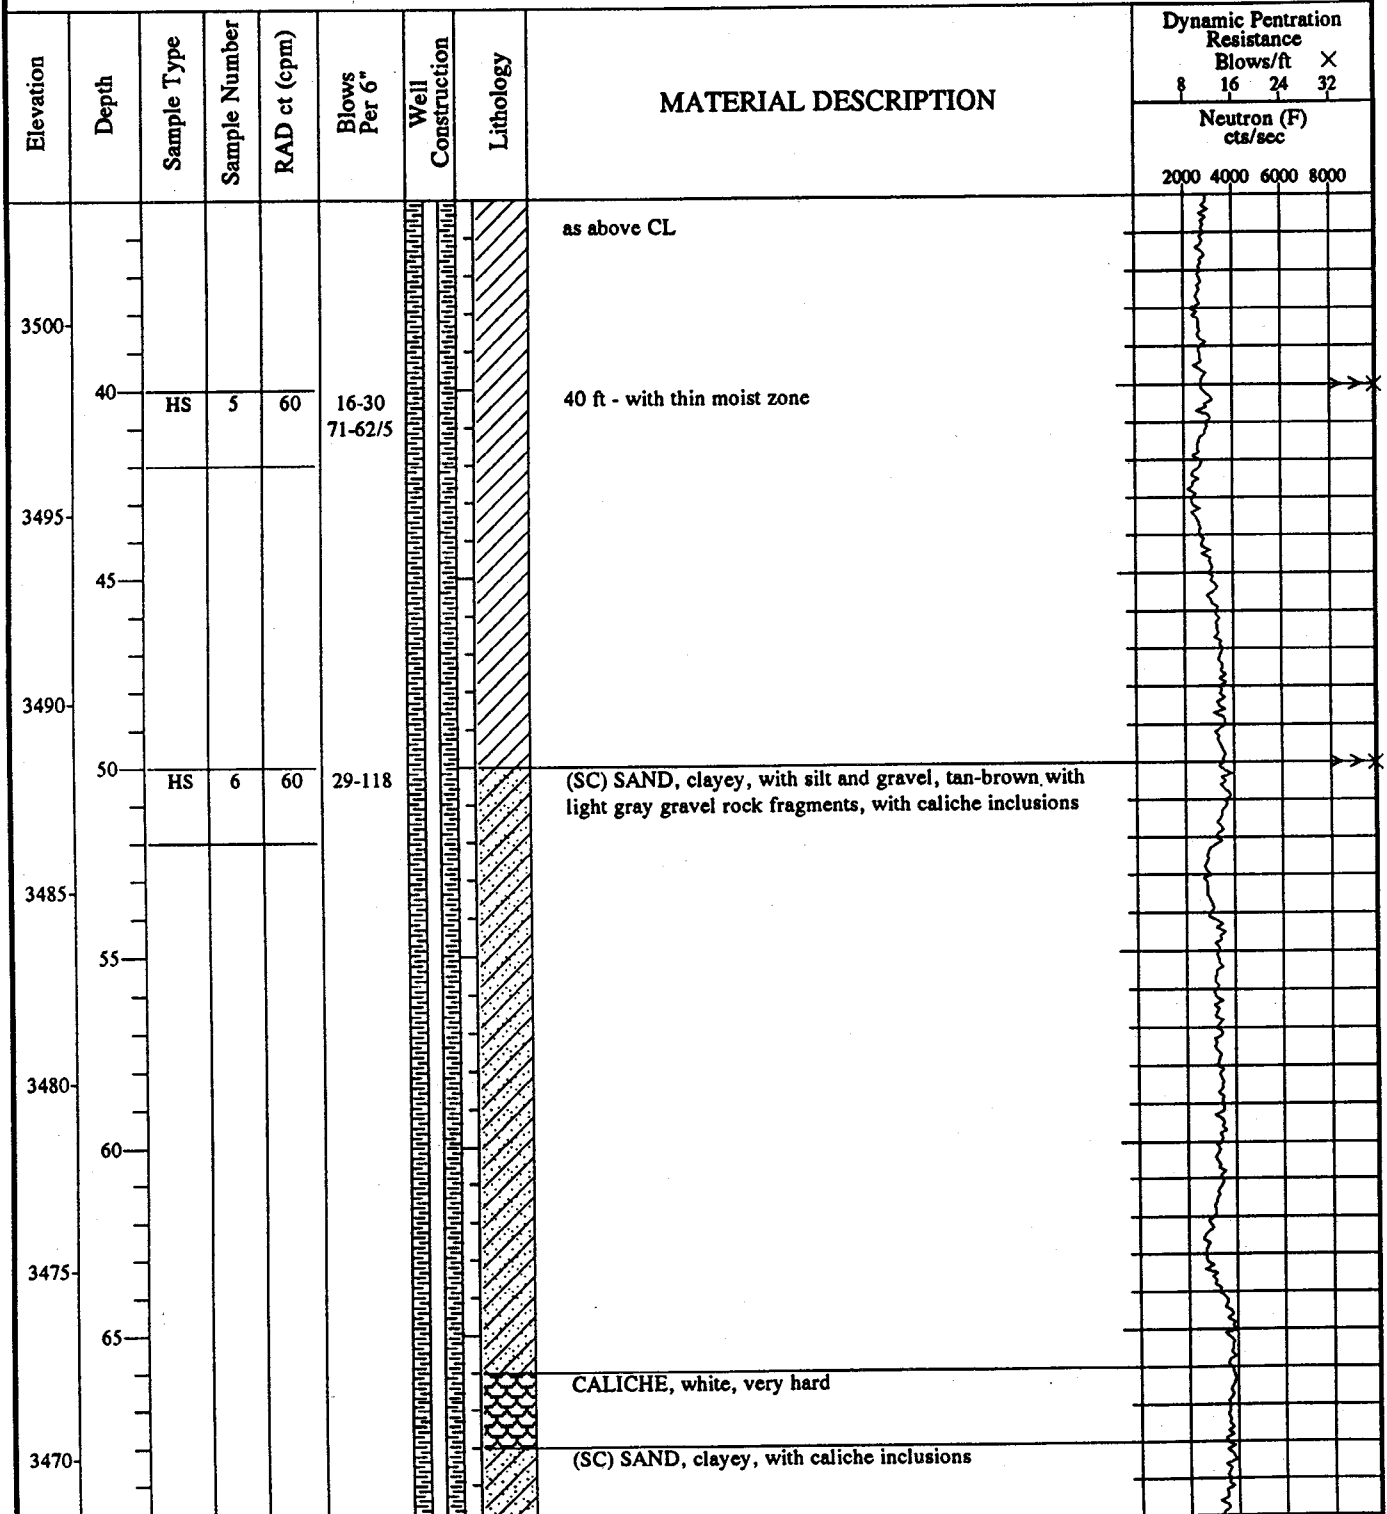 Elevation
Depth
Sample Type
Sample Number
RAD ct (cpm)
Blows
Per 6"
Well
Construction
Lithology
MATERIAL DESCRIPTION
Dynamic Pentration
Resistance
Blows/ft X
8 16 24 32
Neutron (F)
cts/sec
2000 4000 6000 8000
as above CL
3500
40
HS 5 60 16-30
71-62/5
40 ft - with thin moist zone
3495
45
3490
50
HS 6 60 29-118
(SC) SAND, clayey, with silt and gravel, tan-brown with
light gray gravel rock fragments, with caliche inclusions
3485
55
3480
60
3475
65
CALICHE, white, very hard
3470
(SC) SAND, clayey, with caliche inclusions